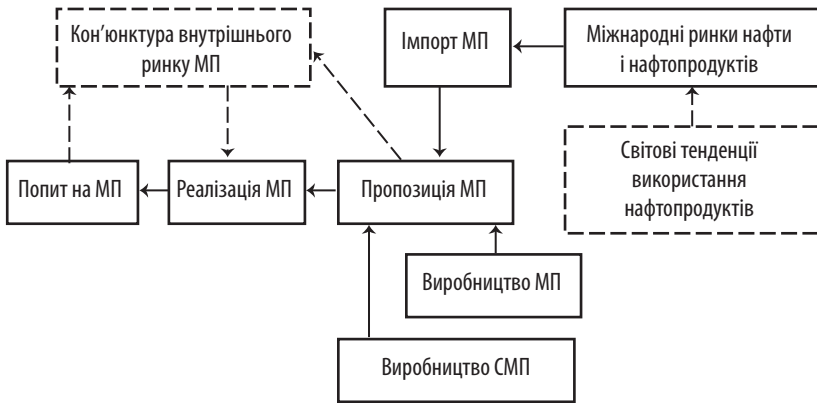 Кон’юнктура внутрішнього
ринку МП
Імпорт МП
Міжнародні ринки нафти
і нафтопродуктів
Світові тенденції
використання
нафтопродуктів
Попит на МП
Реалізація МП
Пропозиція МП
Виробництво МП
Виробництво СМП